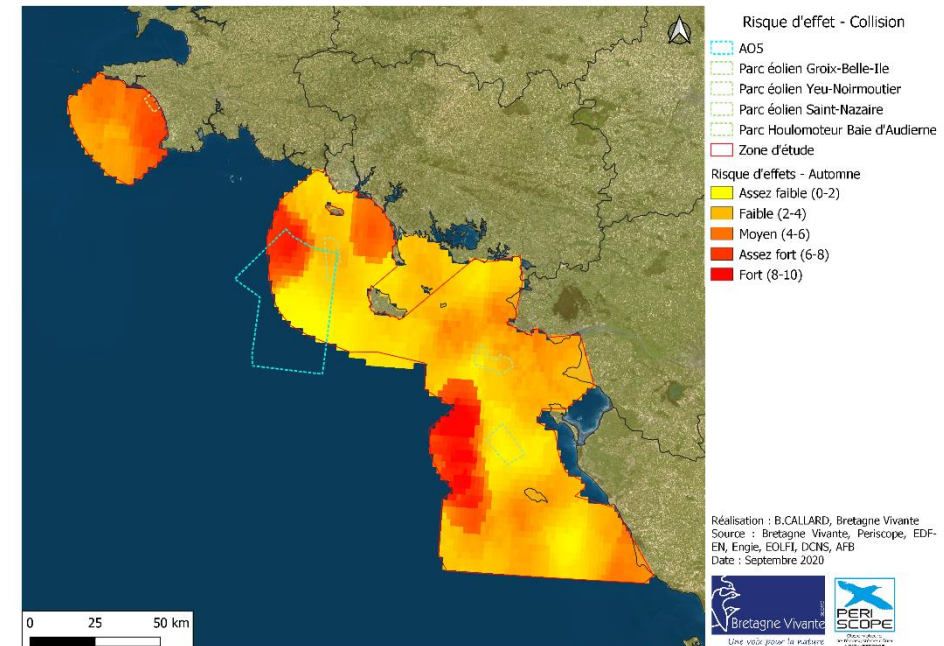 Risque d'effet - Collision
AO5
Parc éolien Groix-Belle-Ile
Parc éolien Yeu-Noirmoutier
Parc éolien Saint-Nazaire
Parc Houlomoteur Baie d'Audierne
Zone d'étude
Risque d'effets - Automne
Assez faible (0-2)
Faible (2-4)
Moyen (4-6)
Assez fort (6-8)
Fort (8-10)
Réalisation : B.CALLARD, Bretagne Vivante
Source : Bretagne Vivante, Periscope, EDF-
EN, Engie, EOLFI, DCNS, AFB
Date : Septembre 2020
0 25 50 km
Bretagne Vivante
Une voix pour la nature
PERI
SCOPE